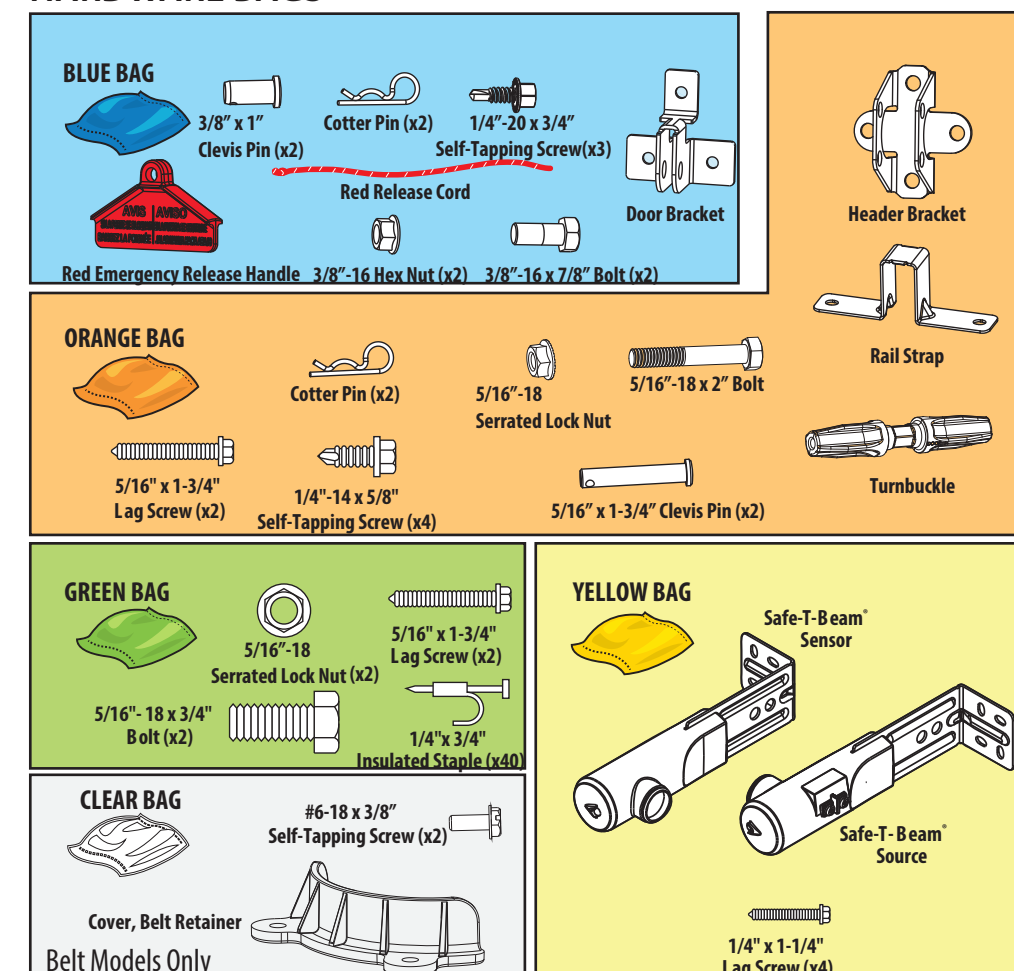 BLUE BAG
3/8” x 1”
Clevis Pin (x2)
Cotter Pin (x2)
1/4”-20 x 3/4”
Self-Tapping Screw(x3)
Red Release Cord
AVIS AVISO
Door Bracket
Red Emergency Release Handle
3/8”-16 Hex Nut (x2)
3/8”-16 x 7/8” Bolt (x2)
Header Bracket
Rail Strap
Turnbuckle
ORANGE BAG
Cotter Pin (x2)
5/16”-18
Serrated Lock Nut
5/16”-18 x 2” Bolt
5/16" x 1-3/4"
Lag Screw (x2)
1/4"-14 x 5/8"
Self-Tapping Screw (x4)
5/16” x 1-3/4” Clevis Pin (x2)
GREEN BAG
5/16”-18
Serrated Lock Nut (x2)
5/16" x 1-3/4"
Lag Screw (x2)
5/16"- 18 x 3/4"
Bolt (x2)
1/4"x 3/4"
Insulated Staple (x40)
YELLOW BAG
Safe-T-Beam®
Sensor
Safe-T-Beam®
Source
1/4" x 1-1/4"
Lag Screw (x4)
CLEAR BAG
#6-18 x 3/8”
Self-Tapping Screw (x2)
Cover, Belt Retainer
Belt Models Only